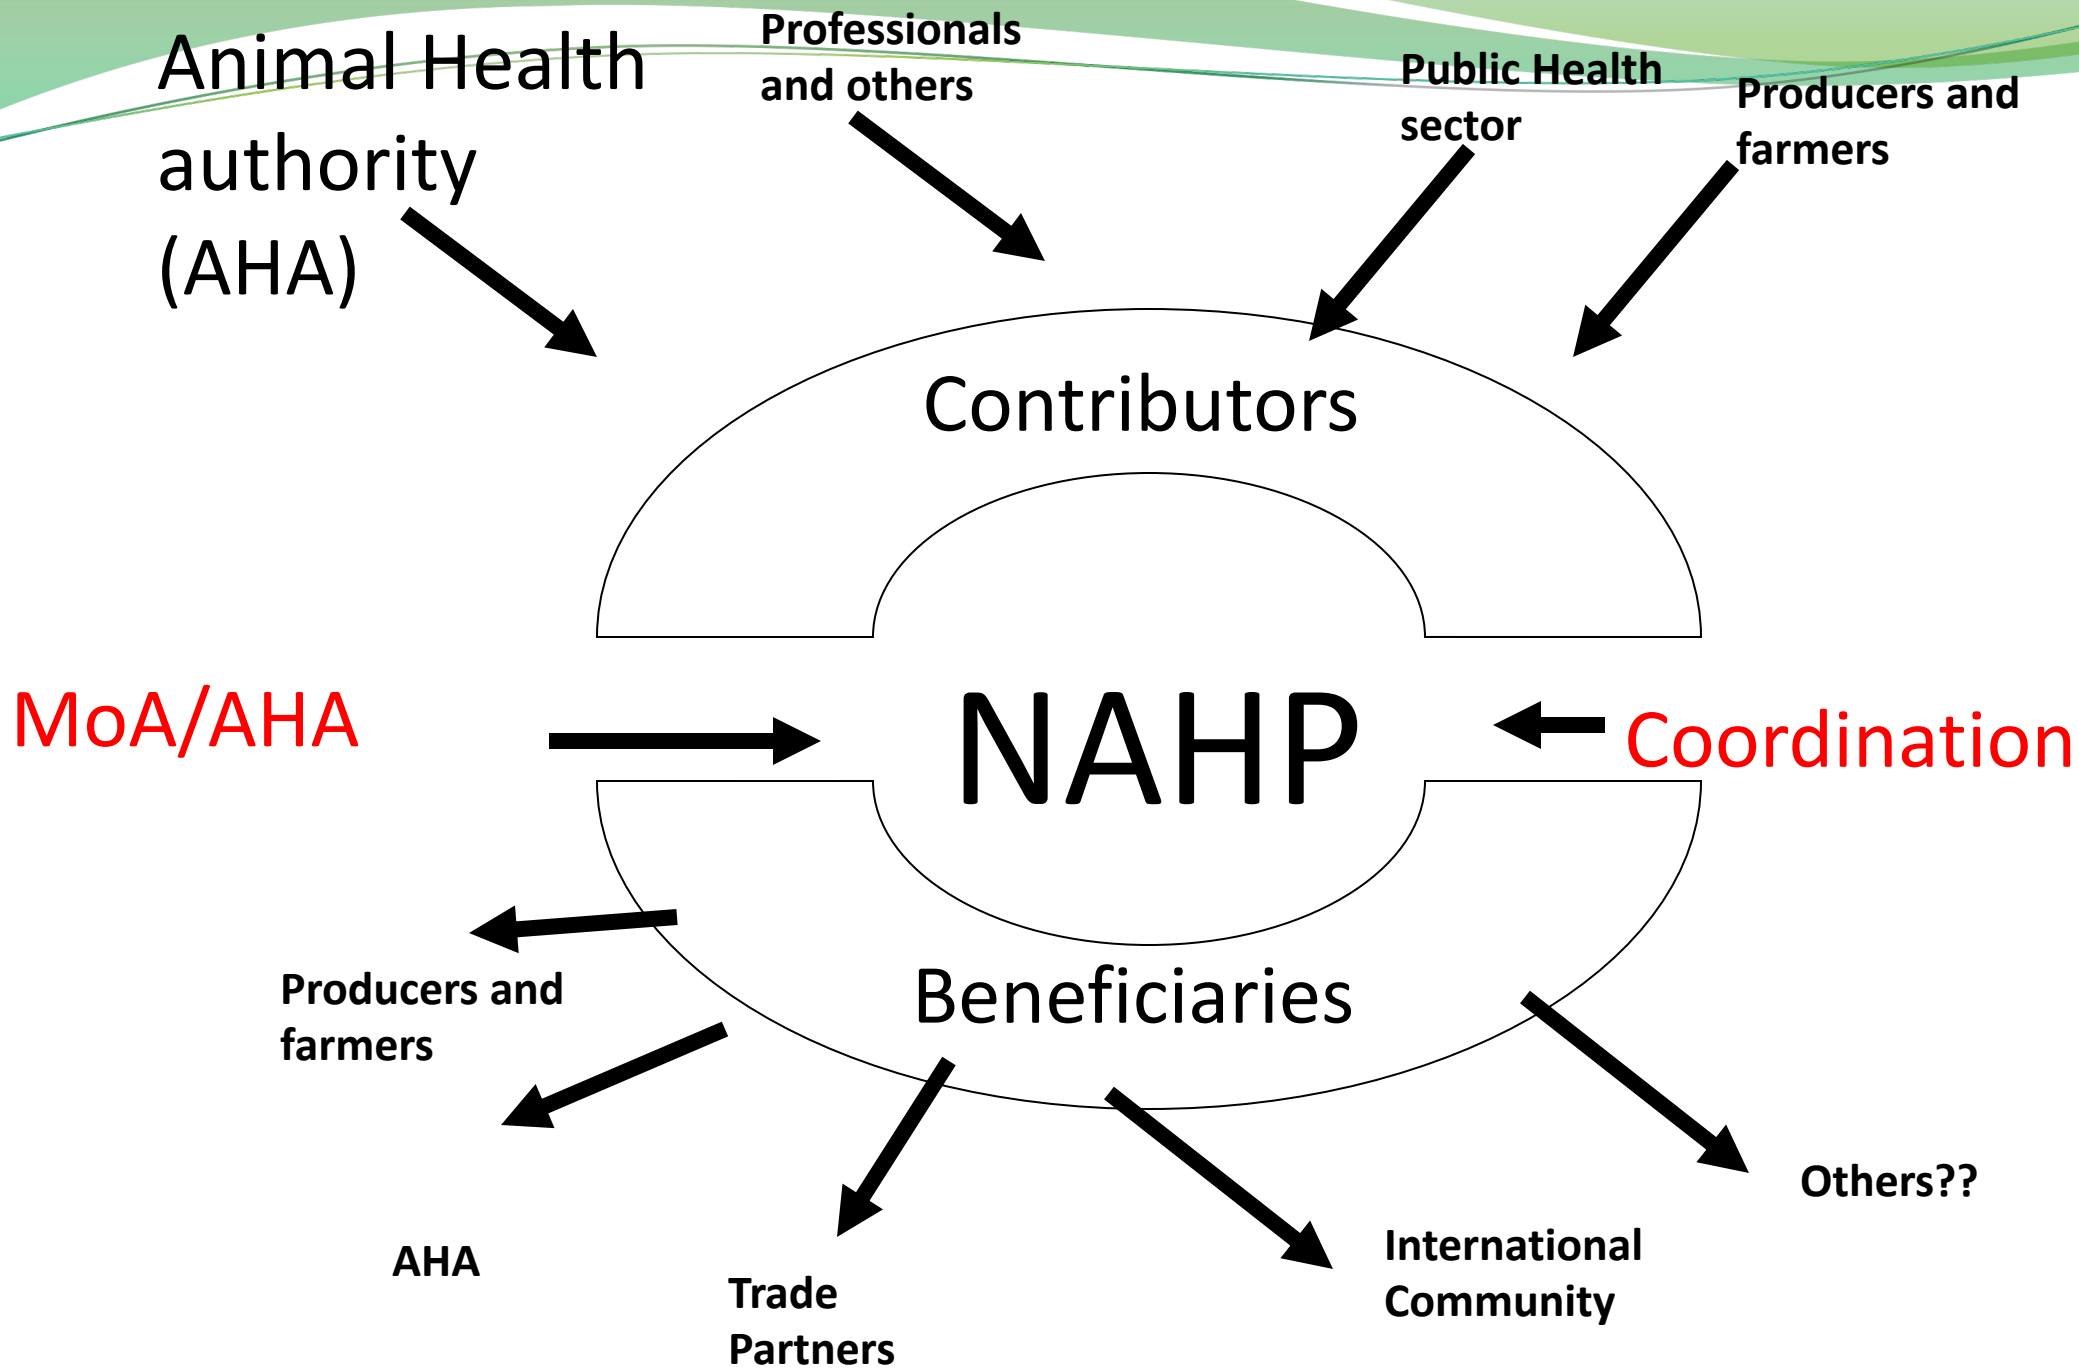 Animal Health
authority
(AHA)
Professionals
and others
Public Health
sector
Producers and
farmers
Contributors
MoA/AHA
NAHP
Coordination
Beneficiaries
Producers and
farmers
AHA
Trade
Partners
International
Community
Others??